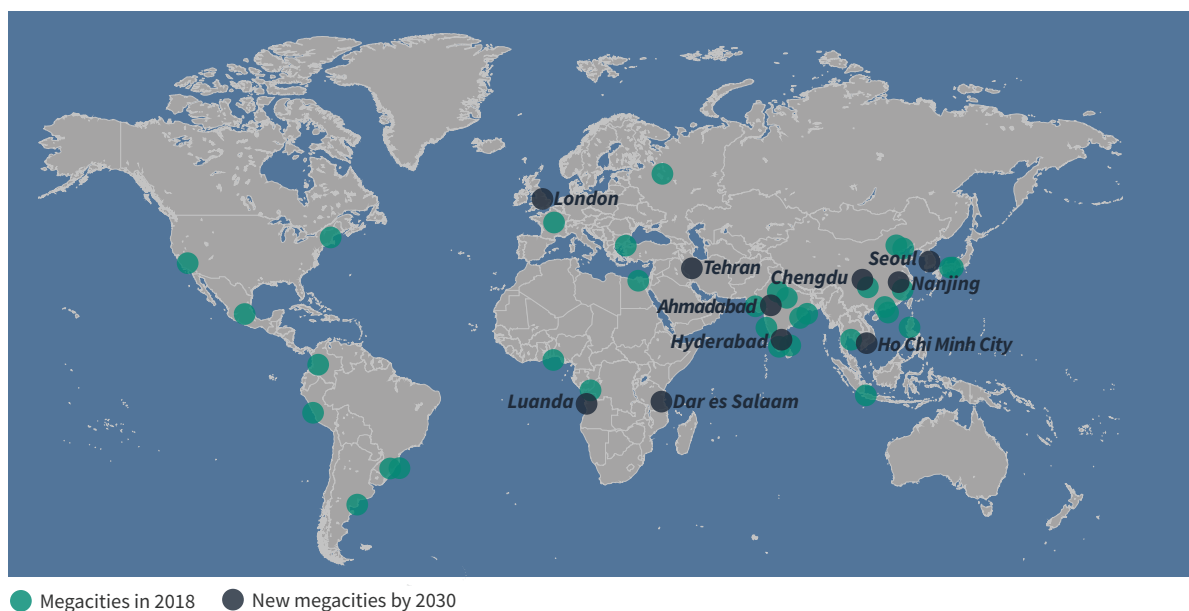 London
Tehran
Seoul
Chengdu
Nanjing
Ahmadabad
Hyderabad
Ho Chi Minh City
Luanda
Dar es Salaam
Megacities in 2018
New megacities by 2030